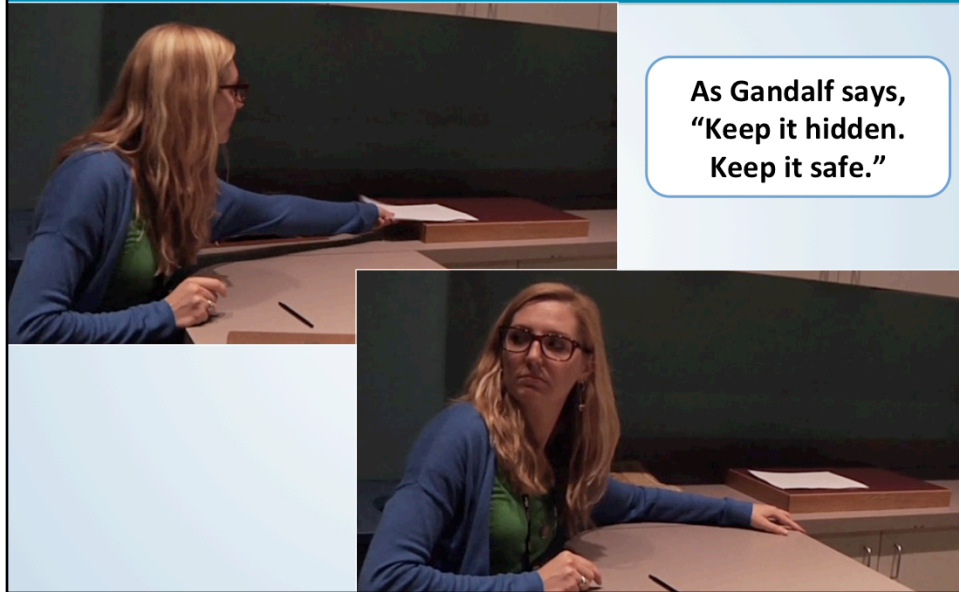 As Gandalf says,
“Keep it hidden.
Keep it safe.”